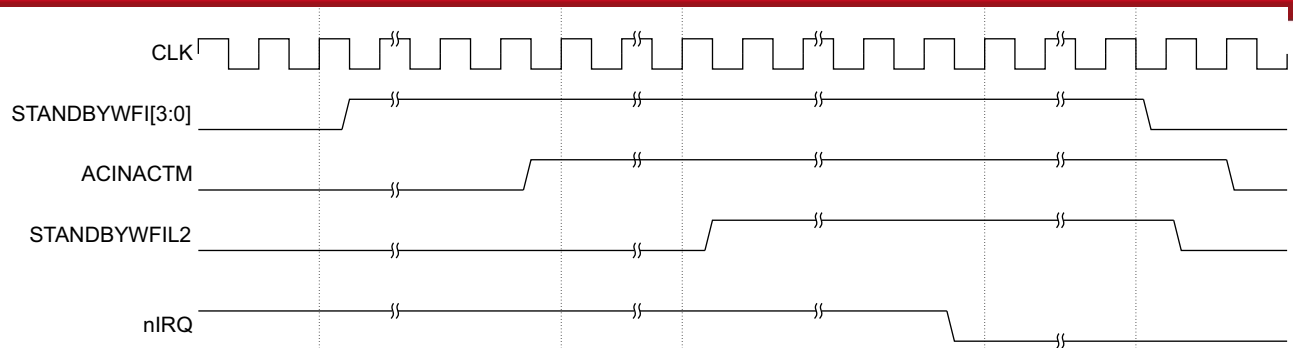 CLK
STANDBYWFI[3:0]
ACINACTM
STANDBYWFIL2
nIRQ